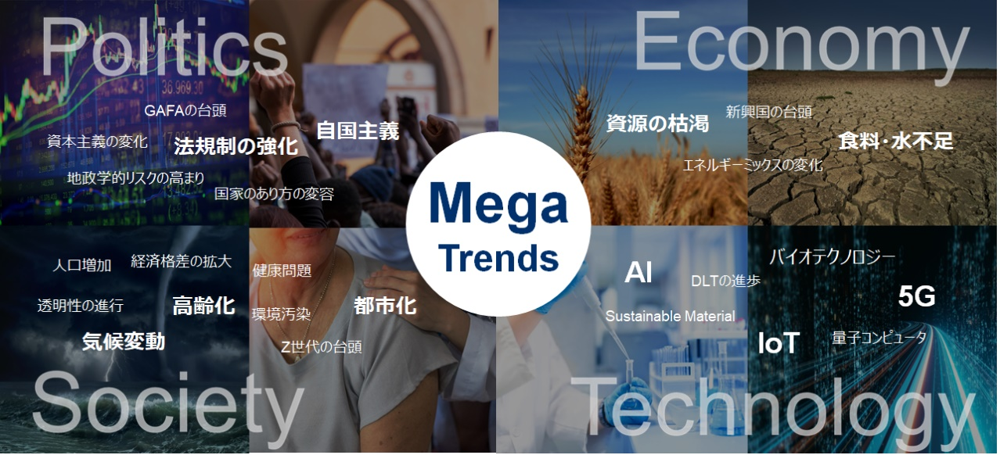 Politics
GAFAの台頭
資本主義の変化
法規制の強化
自国主義
地政学的リスクの高まり
国家のあり方の変容
36,969.30
Economy
資源の枯渇
新興国の台頭
食料・水不足
エネルギーミックスの変化
Mega
Trends
人口増加
経済格差の拡大
透明性の進行
高齢化
気候変動
健康問題
環境汚染
都市化
Z世代の台頭
Society
AI
DLTの進歩
Sustainable Material
バイオテクノロジー
5G
IoT
量子コンピュータ
Technology